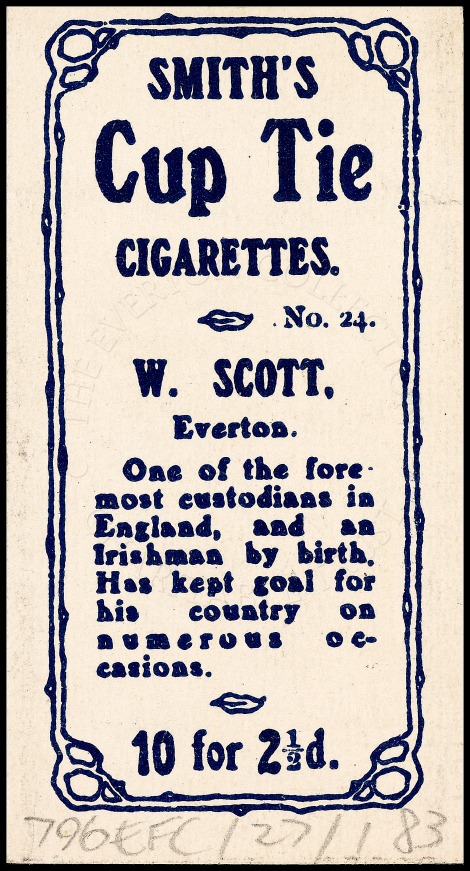 SMITH'S
Cup Tie
CIGARETTES.
No. 24.
W. SCOTT,
Everton.
One of the fore-
most custodians in
England, and an
Irishman by birth.
Has kept goal for
his country on
numerous oc-
casions.
10 for 2½d.
796EFC/27/1 83